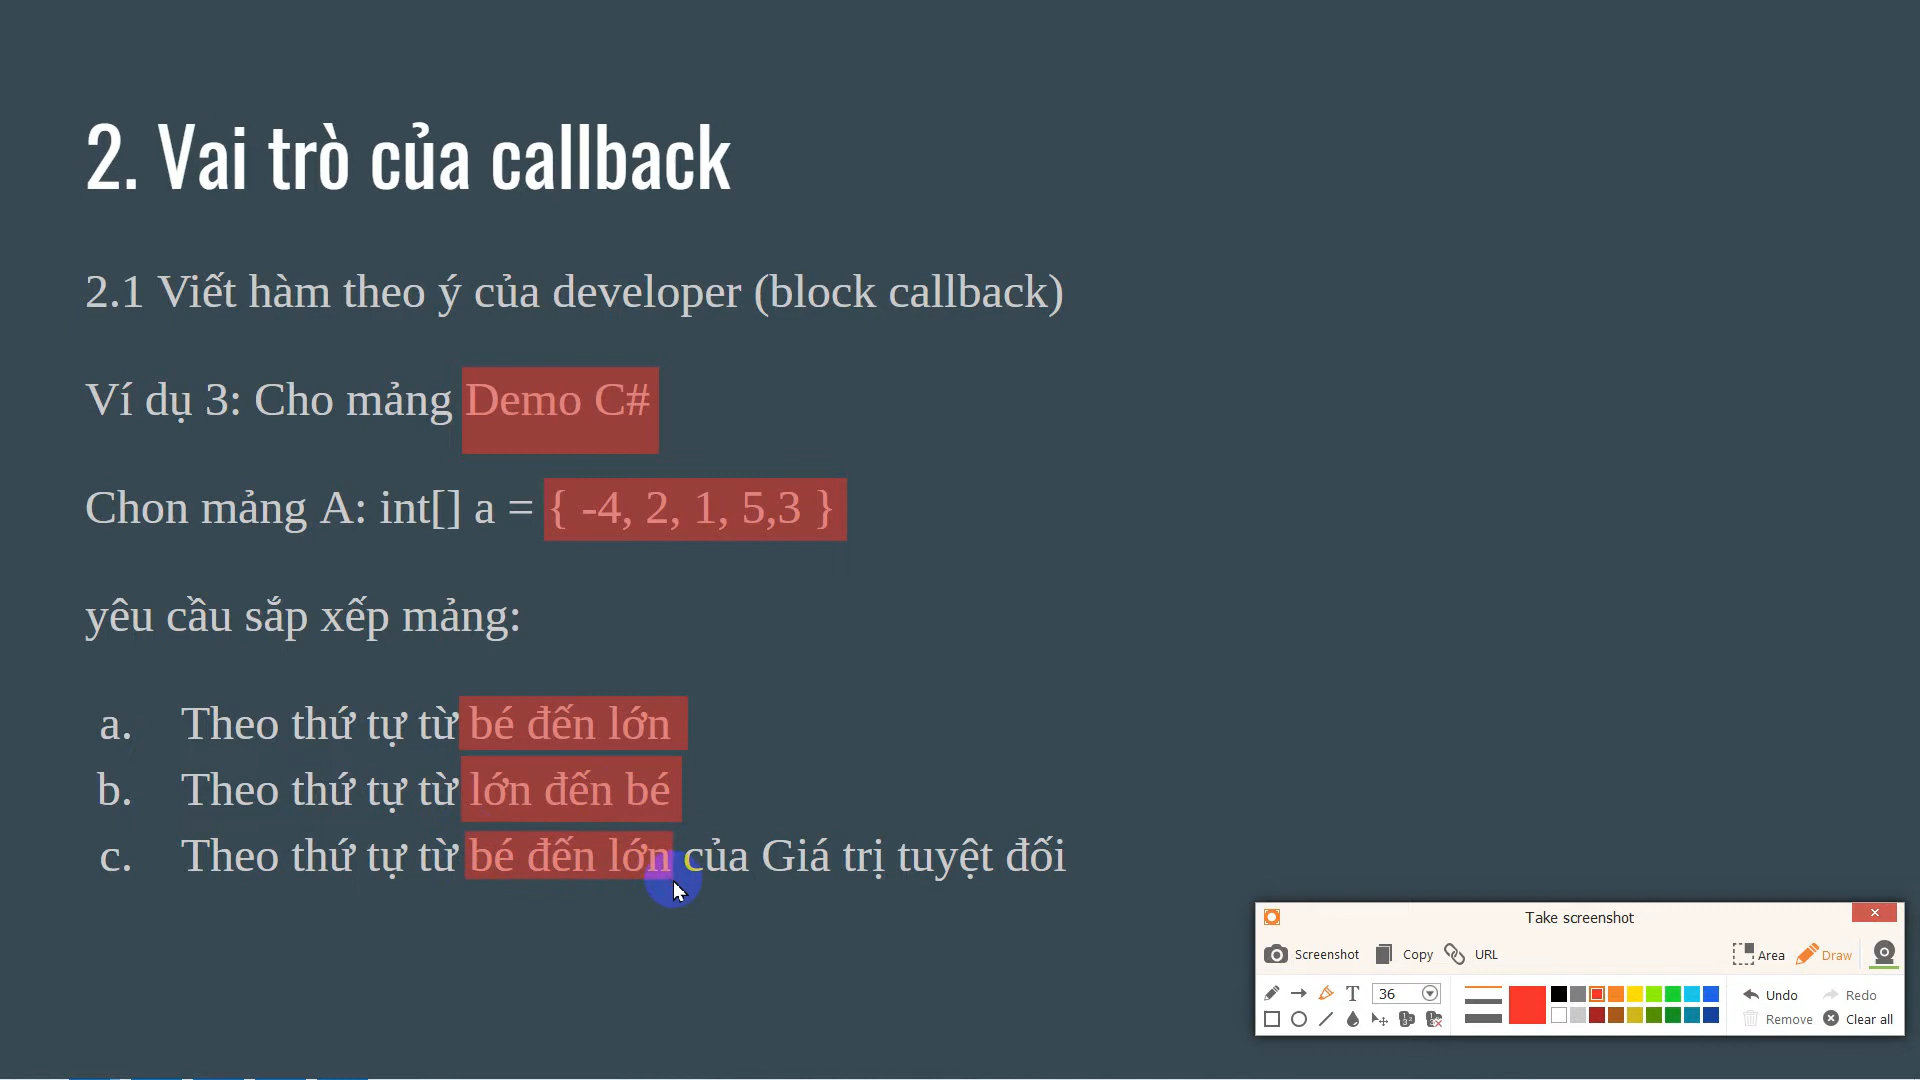 2. Vai trò của callback
2.1 Viết hàm theo ý của developer (block callback)
Ví dụ 3: Cho mảng Demo C#
Chon mảng A: int[] a = { -4, 2, 1, 5,3 }
yêu cầu sắp xếp mảng:
a. Theo thứ tự từ bé đến lớn
b. Theo thứ tự từ lớn đến bé
c. Theo thứ tự từ bé đến lớn của Giá trị tuyệt đối
Take screenshot
Screenshot Copy URL Area Draw
T 36 Undo Redo
Remove Clear all